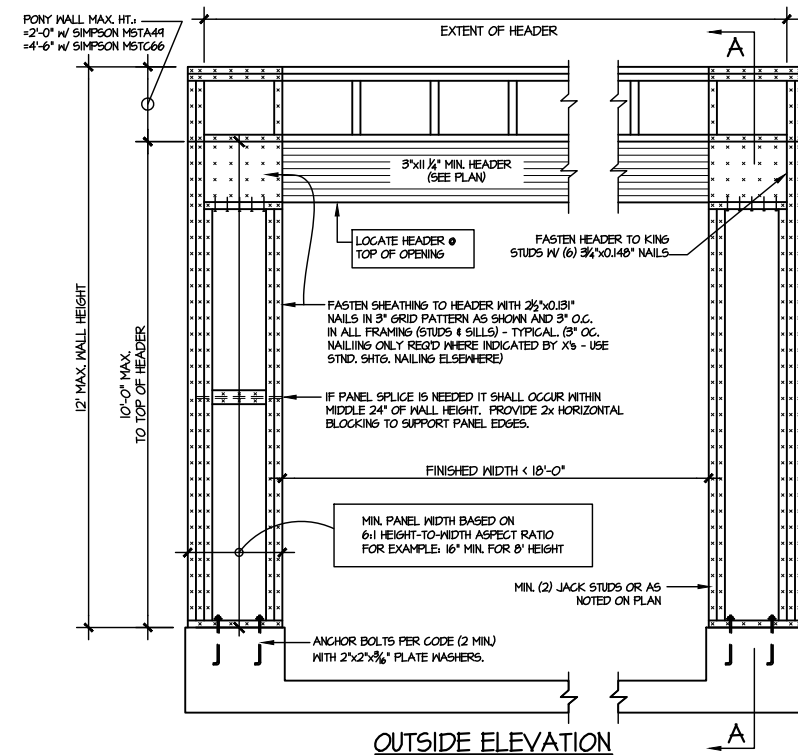 PONY WALL MAX. HT.:
=2'-0" W/ SIMPSON MSTA49
=4'-6" W/ SIMPSON MSTC66
EXTENT OF HEADER
A
3"x11 1/4" MIN. HEADER
(SEE PLAN)
LOCATE HEADER @
TOP OF OPENING
FASTEN HEADER TO KING
STUDS W/ (6) 3 1/4"x0.148" NAILS
12' MAX. WALL HEIGHT
10'-0" MAX.
TO TOP OF HEADER
FASTEN SHEATHING TO HEADER WITH 2 1/2"x0.131"
NAILS IN 3" GRID PATTERN AS SHOWN AND 3" O.C.
IN ALL FRAMING (STUDS & SILLS) - TYPICAL. (3" OC.
NAILING ONLY REQ'D WHERE INDICATED BY X's - USE
STND. SHTG. NAILING ELSEWHERE)
IF PANEL SPLICE IS NEEDED IT SHALL OCCUR WITHIN
MIDDLE 24" OF WALL HEIGHT. PROVIDE 2x HORIZONTAL
BLOCKING TO SUPPORT PANEL EDGES.
FINISHED WIDTH < 18'-0"
MIN. PANEL WIDTH BASED ON
6:1 HEIGHT-TO-WIDTH ASPECT RATIO
FOR EXAMPLE: 16" MIN. FOR 8' HEIGHT
MIN. (2) JACK STUDS OR AS
NOTED ON PLAN
ANCHOR BOLTS PER CODE (2 MIN.)
WITH 2"x2"x3/16" PLATE WASHERS.
OUTSIDE ELEVATION
A